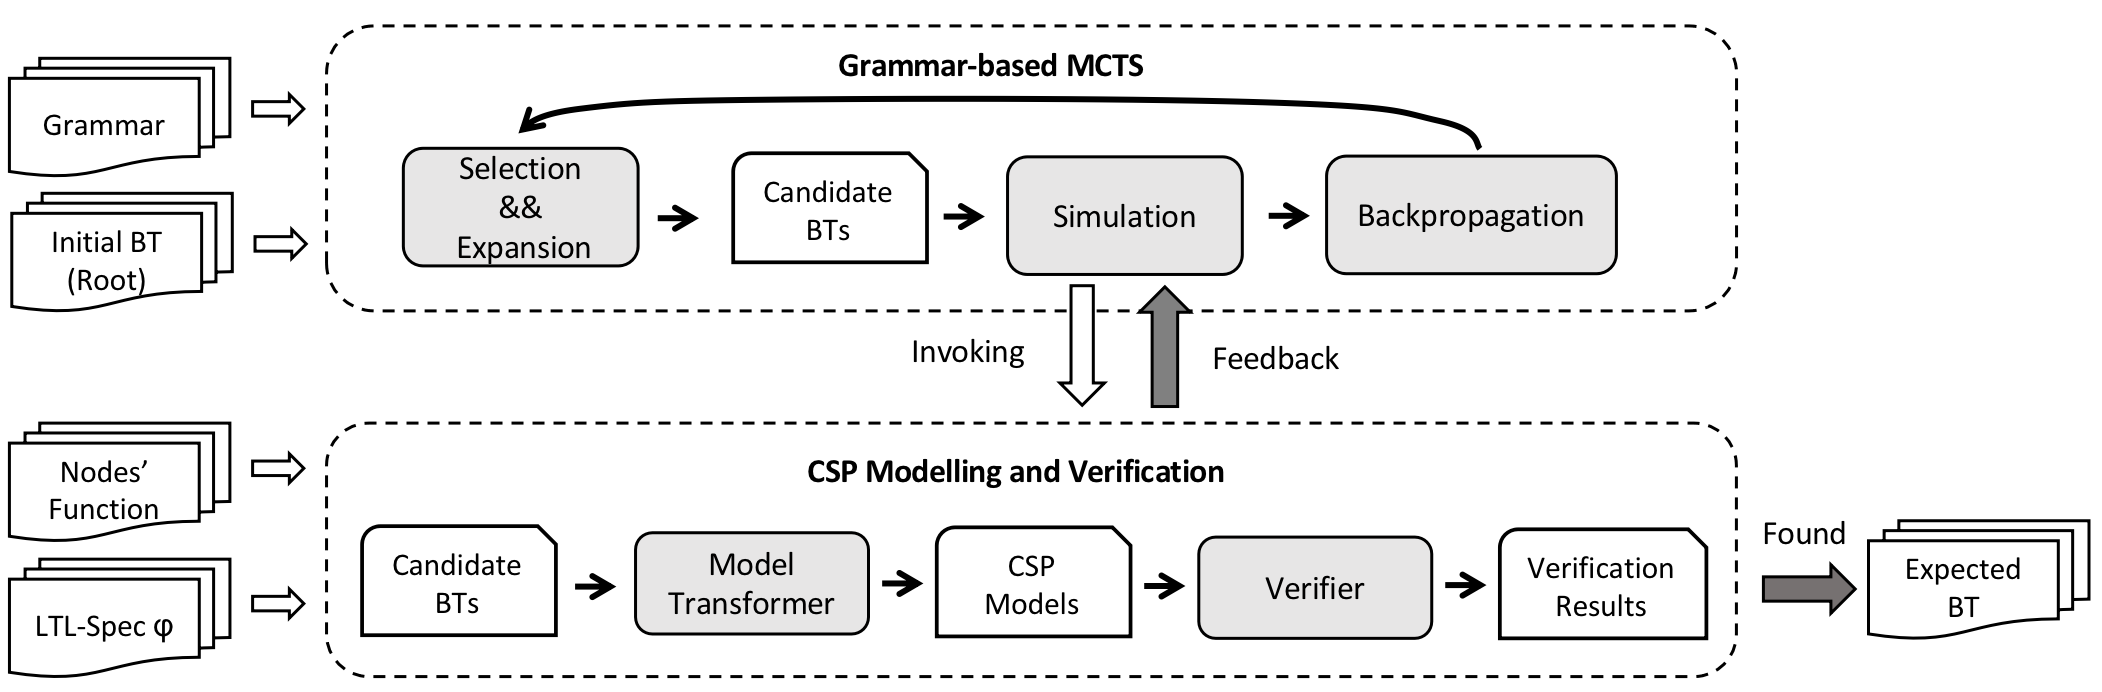 Grammar-based MCTS
Grammar
Initial BT
(Root)
Selection
&&
Expansion
Candidate
BTs
Simulation
Backpropagation
Invoking
Feedback
Nodes’
Function
LTL-Spec φ
CSP Modelling and Verification
Candidate
BTs
Model
Transformer
CSP
Models
Verifier
Verification
Results
Found
Expected
BT